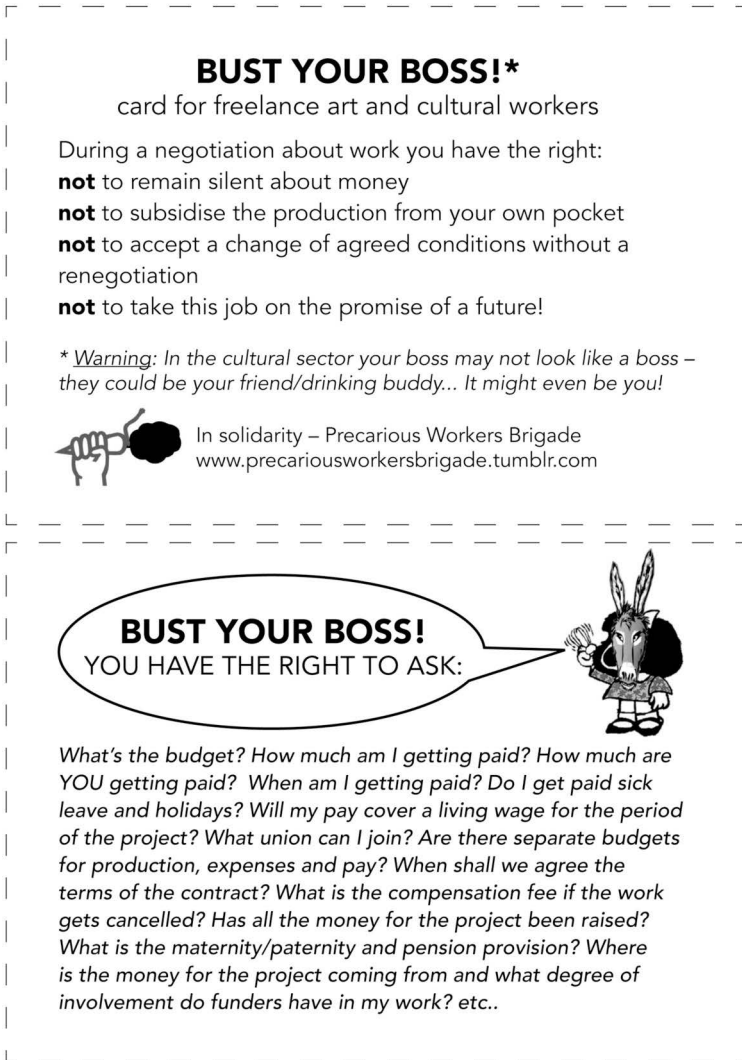 BUST YOUR BOSS!*
card for freelance art and cultural workers
During a negotiation about work you have the right:
not to remain silent about money
not to subsidise the production from your own pocket
not to accept a change of agreed conditions without a
renegotiation
not to take this job on the promise of a future!
* Warning: In the cultural sector your boss may not look like a boss –
they could be your friend/drinking buddy... It might even be you!
In solidarity – Precarious Workers Brigade
www.precariousworkersbrigade.tumblr.com
BUST YOUR BOSS!
YOU HAVE THE RIGHT TO ASK:
What's the budget? How much am I getting paid? How much are
YOU getting paid?  When am I getting paid? Do I get paid sick
leave and holidays? Will my pay cover a living wage for the period
of the project? What union can I join? Are there separate budgets
for production, expenses and pay? When shall we agree the
terms of the contract? What is the compensation fee if the work
gets cancelled? Has all the money for the project been raised?
What is the maternity/paternity and pension provision? Where
is the money for the project coming from and what degree of
involvement do funders have in my work? etc..